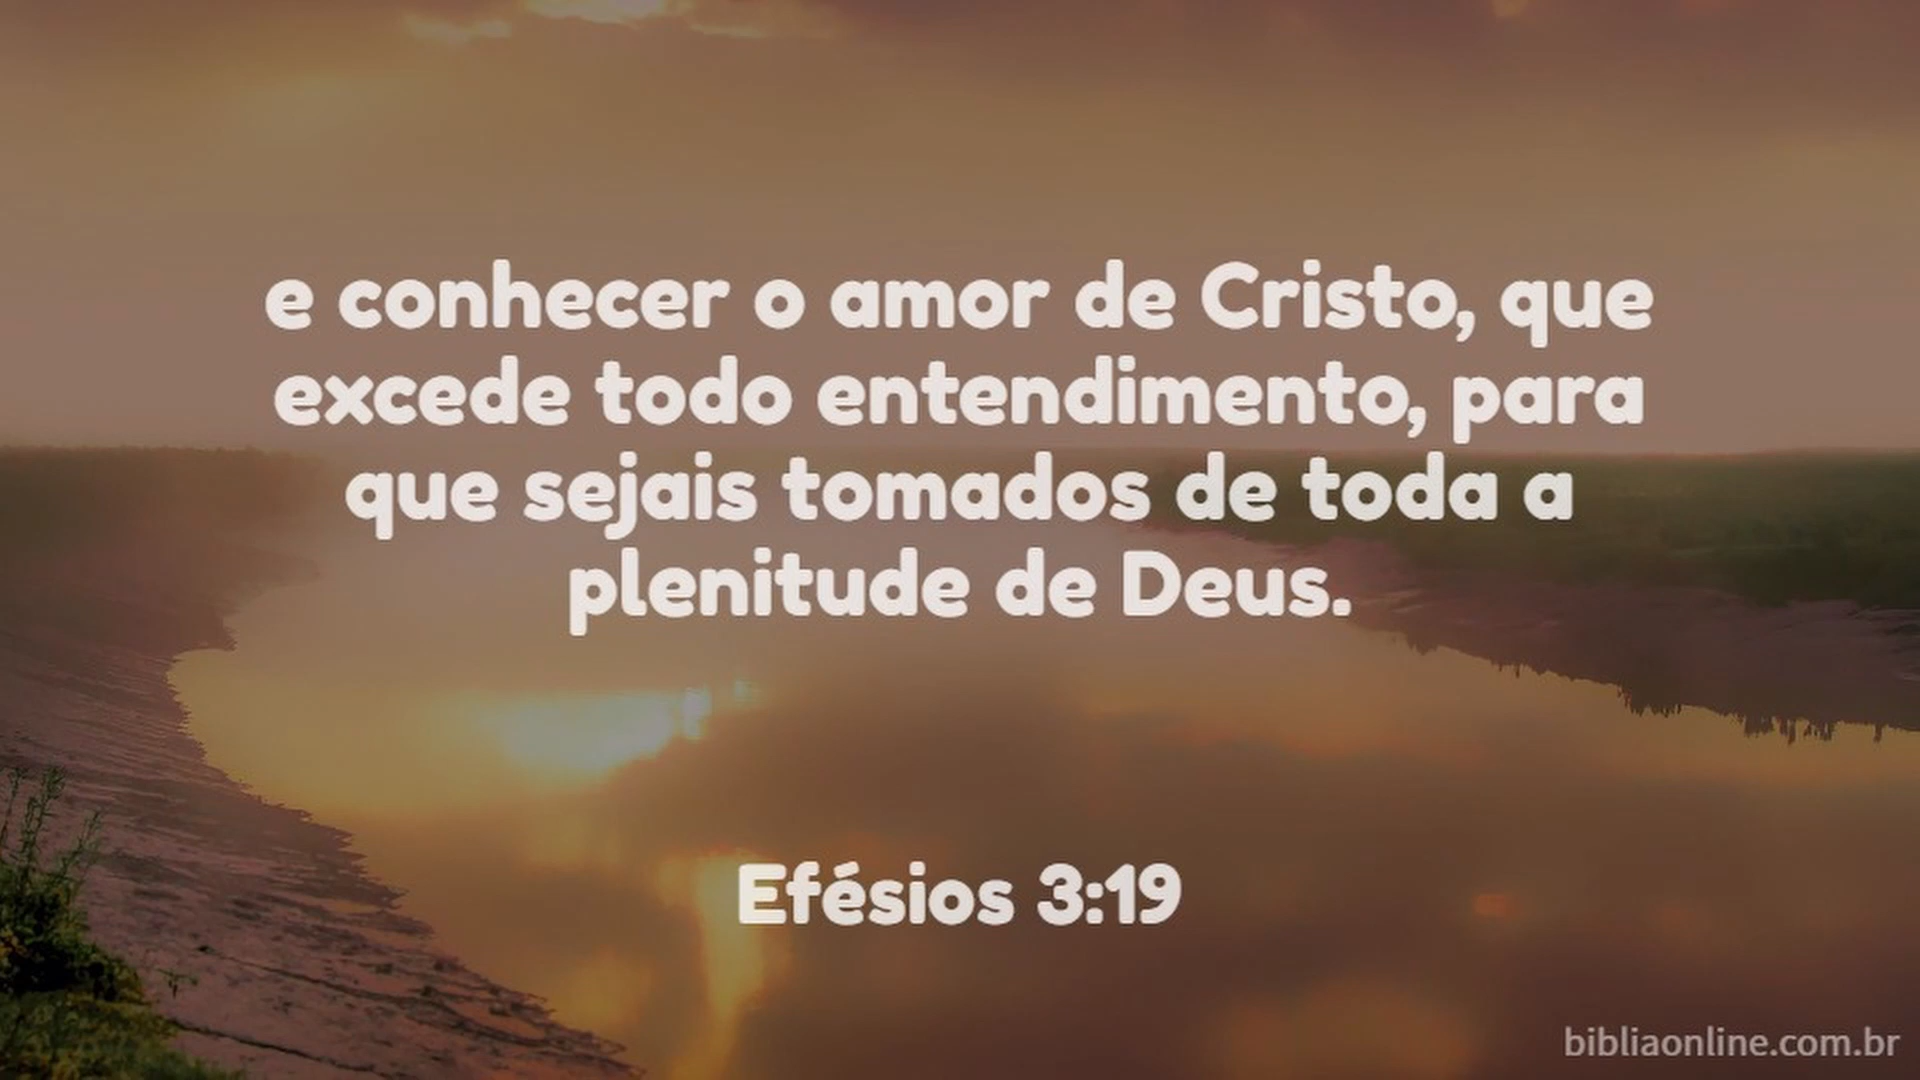 e conhecer o amor de Cristo, que
excede todo entendimento, para
que sejais tomados de toda a
plenitude de Deus.
Efésios 3:19
bibliaonline.com.br